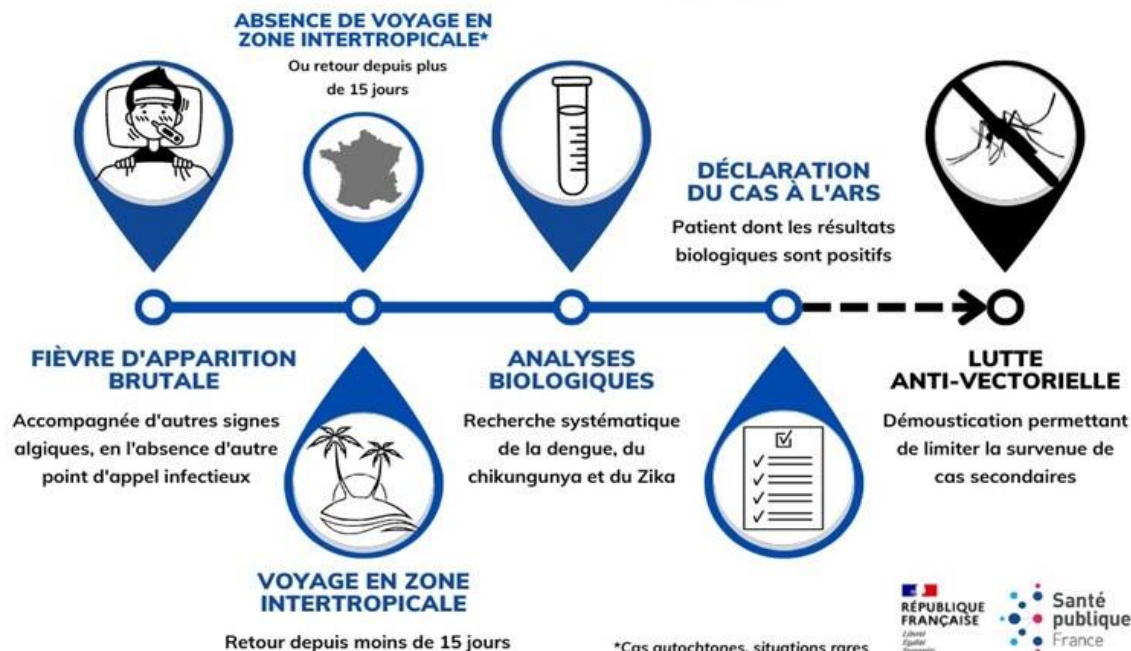 ABSENCE DE VOYAGE EN
ZONE INTERTROPICALE*
Ou retour depuis plus
de 15 jours
DÉCLARATION
DU CAS À L'ARS
Patient dont les résultats
biologiques sont positifs
FIÈVRE D'APPARITION
BRUTALE
Accompagnée d'autres signes
algiques, en l'absence d'autre
point d'appel infectieux
ANALYSES
BIOLOGIQUES
Recherche systématique
de la dengue, du
chikungunya et du Zika
LUTTE
ANTI-VECTORIELLE
Démoustication permettant
de limiter la survenue de
cas secondaires
VOYAGE EN ZONE
INTERTROPICALE
Retour depuis moins de 15 jours
*Cas autochtones, situations rares
RÉPUBLIQUE
FRANÇAISE
Liberté
Égalité
Fraternité
Santé
publique
France